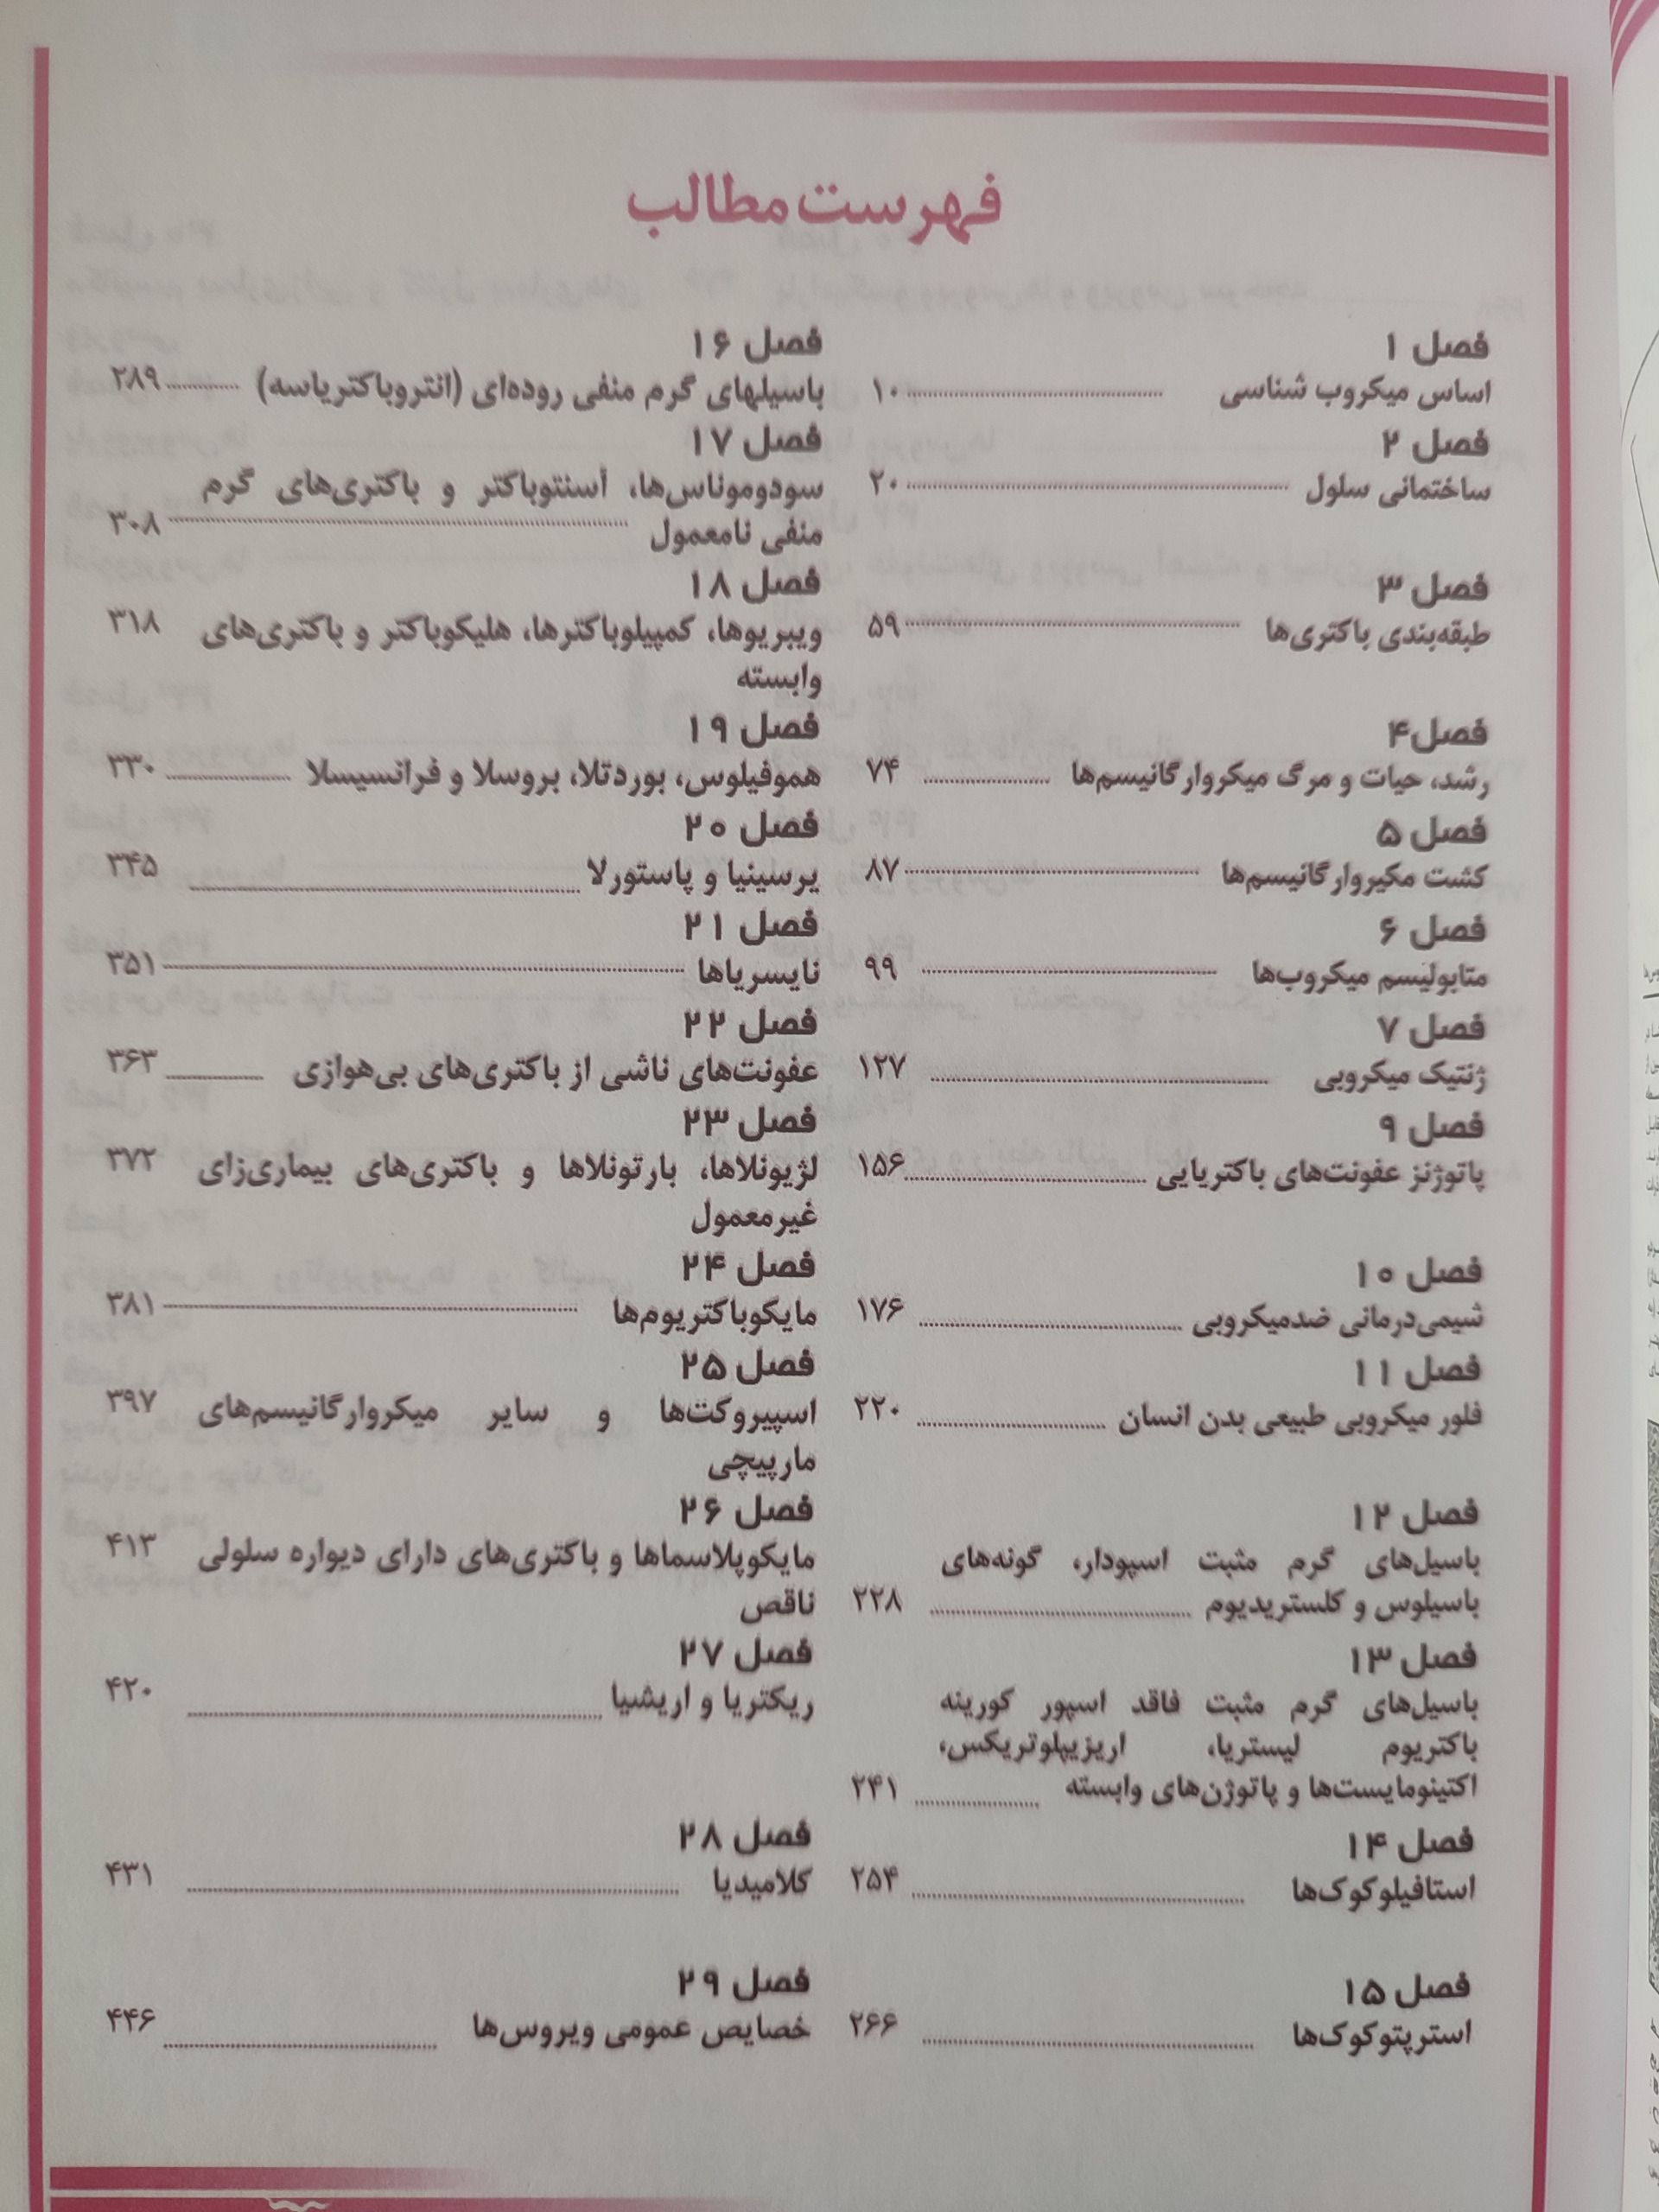 فهرست مطالب
فصل ۱
اساس میکروب شناسی ۱۰
فصل ۲
ساختمانی سلول ۲۰
فصل ۳
طبقه‌بندی باکتری‌ها ۵۹
فصل۴
رشد، حیات و مرگ میکروارگانیسم‌ها ۷۴
فصل ۵
کشت مکیروارگانیسم‌ها ۸۷
فصل ۶
متابولیسم میکروب‌ها ۹۹
فصل ۷
ژنتیک میکروبی ۱۲۷
فصل ۹
پاتوژنز عفونت‌های باکتریایی ۱۵۶
فصل ۱۰
شیمی‌درمانی ضدمیکروبی ۱۷۶
فصل ۱۱
فلور میکروبی طبیعی بدن انسان ۲۲۰
فصل ۱۲
باسیل‌های گرم مثبت اسپودار، گونه‌های
باسیلوس و کلستریدیوم ۲۲۸
فصل ۱۳
باسیل‌های گرم مثبت فاقد اسپور کورینه
باکتریوم لیستریا، اریزیپلوتریکس،
اکتینومایست‌ها و پاتوژن‌های وابسته ۲۴۱
فصل ۱۴
استافیلوکوک‌ها ۲۵۴
فصل ۱۵
استرپتوکوک‌ها ۲۶۶
فصل ۱۶
باسیلهای گرم منفی روده‌ای (انتروباکتریاسه) ۲۸۹
فصل ۱۷
سودوموناس‌ها، اسنتوباکتر و باکتری‌های گرم
منفی نامعمول ۳۰۸
فصل ۱۸
ویبریوها، کمپیلوباکترها، هلیکوباکتر و باکتری‌های ۳۱۸
وابسته
فصل ۱۹
هموفیلوس، بوردتلا، بروسلا و فرانسیسلا ۳۳۰
فصل ۲۰
یرسینیا و پاستورلا ۳۴۵
فصل ۲۱
نایسریاها ۳۵۱
فصل ۲۲
عفونت‌های ناشی از باکتری‌های بی‌هوازی ۳۶۳
فصل ۲۳
لژیونلاها، بارتونلاها و باکتری‌های بیماری‌زای ۳۷۲
غیرمعمول
فصل ۲۴
مایکوباکتریوم‌ها ۳۸۱
فصل ۲۵
اسپیروکت‌ها و سایر میکروارگانیسم‌های ۳۹۷
مارپیچی
فصل ۲۶
مایکوپلاسماها و باکتری‌های دارای دیواره سلولی ۴۱۳
ناقص
فصل ۲۷
ریکتریا و اریشیا ۴۲۰
فصل ۲۸
کلامیدیا ۴۳۱
فصل ۲۹
خصایص عمومی ویروس‌ها ۴۴۶